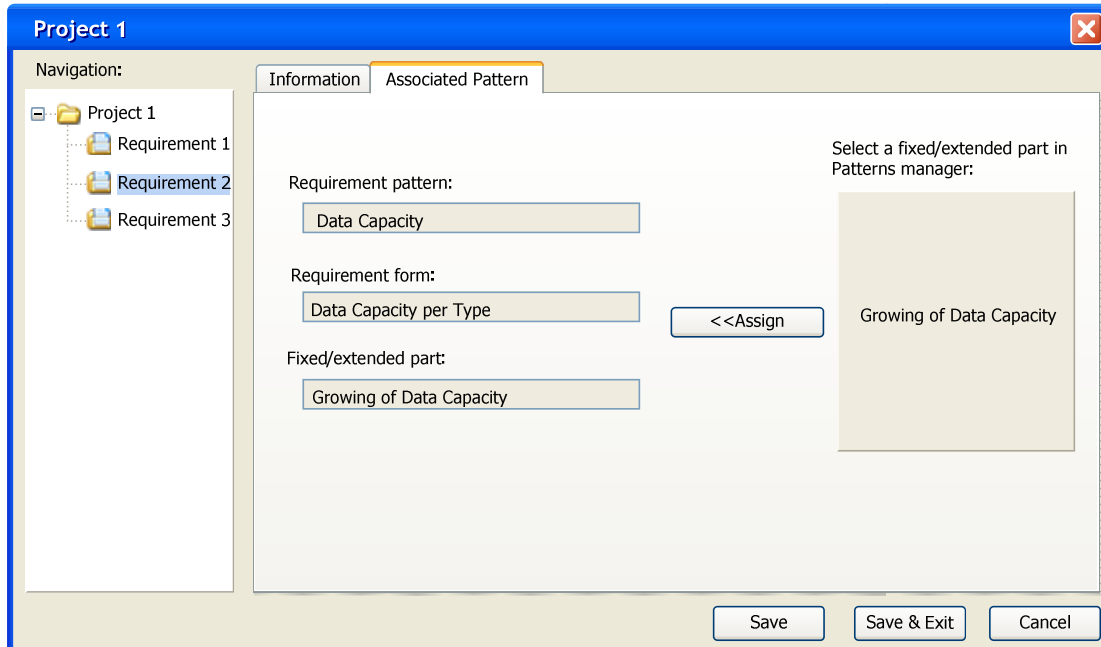 Project 1
Navigation:
Project 1
Requirement 1
Requirement 2
Requirement 3
Information
Associated Pattern
Requirement pattern:
Data Capacity
Requirement form:
Data Capacity per Type
Fixed/extended part:
Growing of Data Capacity
<<Assign
Select a fixed/extended part in
Patterns manager:
Growing of Data Capacity
Save
Save & Exit
Cancel